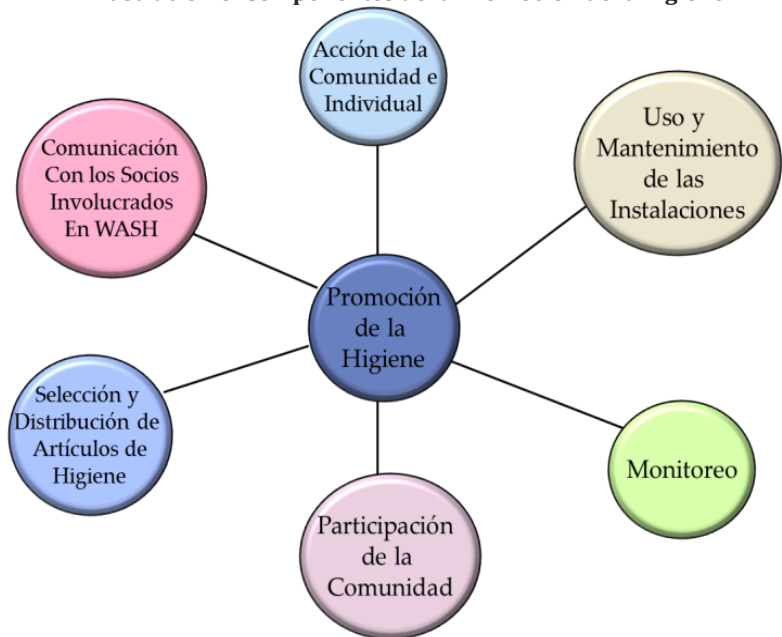 Acción de la
Comunidad e
Individual
Uso y
Mantenimiento
de las
Instalaciones
Comunicación
Con los Socios
Involucrados
En WASH
Promoción
de la
Higiene
Selección y
Distribución de
Artículos de
Higiene
Monitoreo
Participación
de la
Comunidad